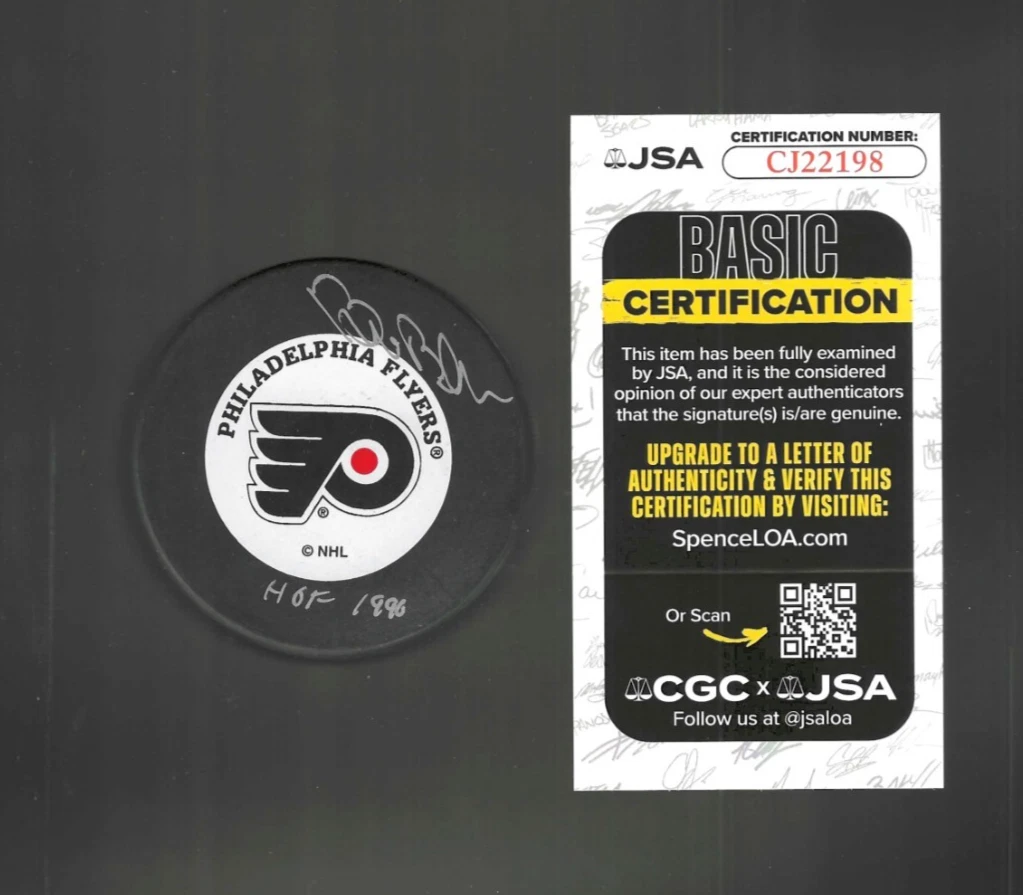 PHILADELPHIA FLYERS®
®
© NHL
HOF 1996
JSA
CERTIFICATION NUMBER:
CJ22198
BASIC
CERTIFICATION
This item has been fully examined
by JSA, and it is the considered
opinion of our expert authenticators
that the signature(s) is/are genuine.
UPGRADE TO A LETTER OF
AUTHENTICITY & VERIFY THIS
CERTIFICATION BY VISITING:
SpenceLOA.com
Or Scan
CGC x JSA
Follow us at @jsaloa